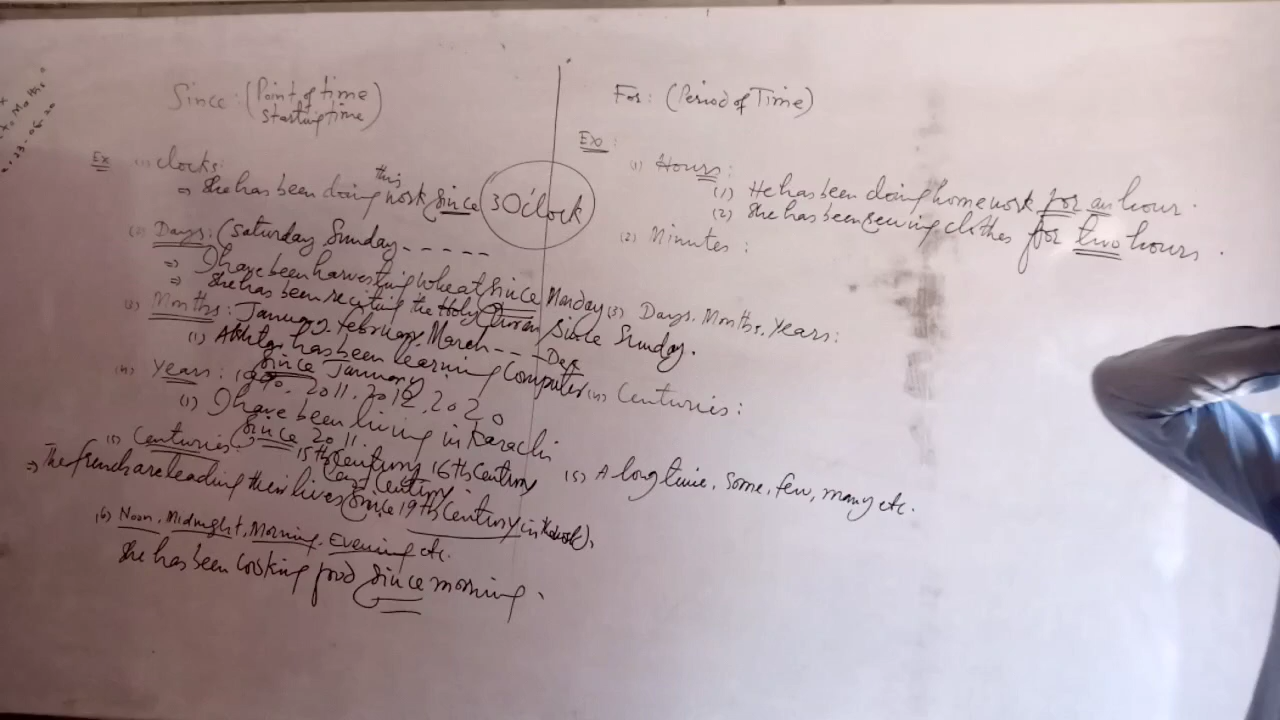 Since: (Point of time
starting time)
Ex (1) Clocks:
⇒ She has been doing this work since 3 O'clock
(2) Days: (Saturday, Sunday - - - - -
⇒ I have been harvesting wheat since Monday
⇒ She has been reciting the Holy Quran since Sunday.
(3) Months: January, February, March - - - Dec
(1) Akhtar has been learning Computer
since January
(4) Years: 2011, 2012, 2020
(1) I have been living in Karachi
since 2011
(5) Centuries: 15th Century 16th Century
Century
⇒ The french are leading their lives since 19th Century in
(6) Noon, Midnight, Morning, Evening etc.
She has been cooking food since morning.
For: (Period of Time)
Ex:
(1) Hours:
(1) He has been doing homework for an hour.
(2) She has been sewing clothes for two hours.
(2) Minutes:
(3) Days, Months, Years:
(4) Centuries:
(5) A long time, Some, few, many etc.